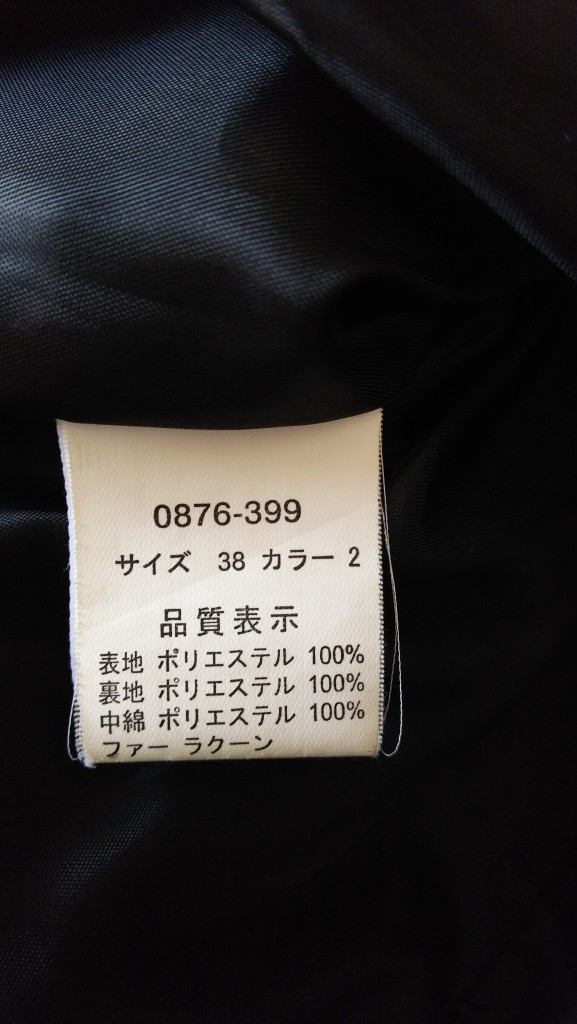 0876-399
サイズ 38 カラー 2
品質表示
表地 ポリエステル 100%
裏地 ポリエステル 100%
中綿 ポリエステル 100%
ファー ラクーン